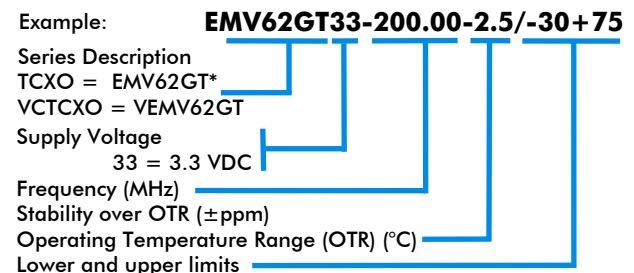 Example: EMV62GT33-200.00-2.5/-30+75
Series Description
TCXO = EMV62GT*
VCTCXO = VEMV62GT
Supply Voltage
33 = 3.3 VDC
Frequency (MHz)
Stability over OTR (±ppm)
Operating Temperature Range (OTR) (°C)
Lower and upper limits